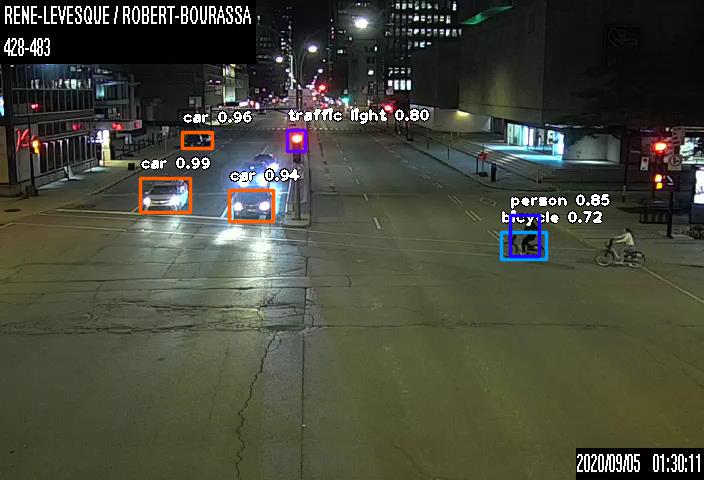 RENE-LEVESQUE / ROBERT-BOURASSA
428-483
car 0.96
traffic light 0.80
car 0.99
car 0.94
person 0.85
bicycle 0.72
2020/09/05 01:30:11